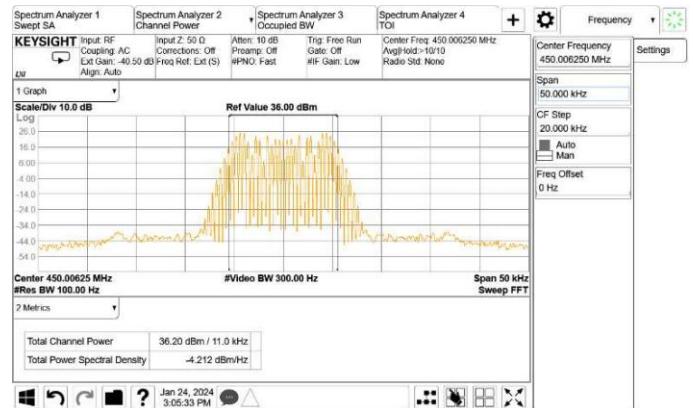 Spectrum Analyzer 1
Swept SA
Spectrum Analyzer 2
Channel Power
Spectrum Analyzer 3
Occupied BW
Spectrum Analyzer 4
TOI
+
Frequency
KEYSIGHT
Input: RF
Coupling: AC
Ext Gain: -40.50 dB
Align: Auto
Input Z: 50 Ω
Corrections: Off
Freq Ref: Ext (S)
Atten: 10 dB
Preamp: Off
#PNO: Fast
Trig: Free Run
Gate: Off
#IF Gain: Low
Center Freq: 450.006250 MHz
Avg|Hold:>10/10
Radio Std: None
LXI
Center Frequency
450.006250 MHz
Settings
Span
50.000 kHz
CF Step
20.000 kHz
Auto
Man
Freq Offset
0 Hz
1 Graph
Scale/Div 10.0 dB
Ref Value 36.00 dBm
Log
26.0
16.0
6.00
-4.00
-14.0
-24.0
-34.0
-44.0
-54.0
Center 450.00625 MHz
#Video BW 300.00 Hz
Span 50 kHz
#Res BW 100.00 Hz
Sweep FFT
2 Metrics
Total Channel Power 36.20 dBm / 11.0 kHz
Total Power Spectral Density -4.212 dBm/Hz
?
Jan 24, 2024
3:05:33 PM